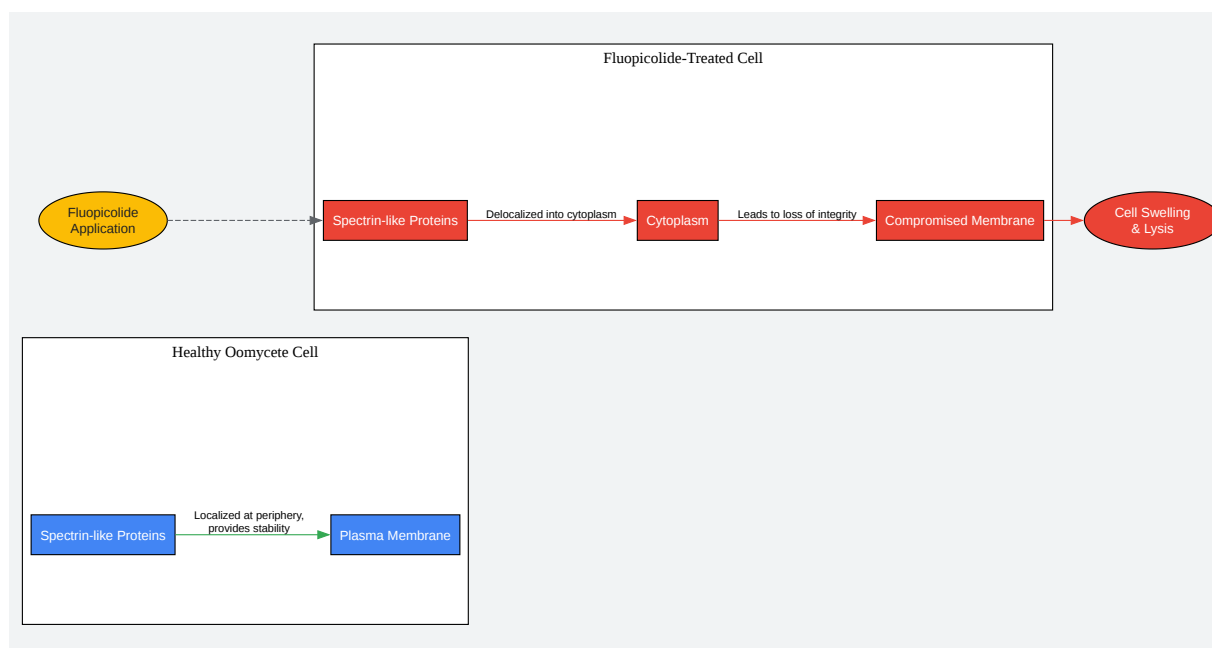 Fluopicolide-Treated Cell
Fluopicolide
Application
Spectrin-like Proteins
Delocalized into cytoplasm
Cytoplasm
Leads to loss of integrity
Compromised Membrane
Cell Swelling
& Lysis
Healthy Oomycete Cell
Spectrin-like Proteins
Localized at periphery,
provides stability
Plasma Membrane